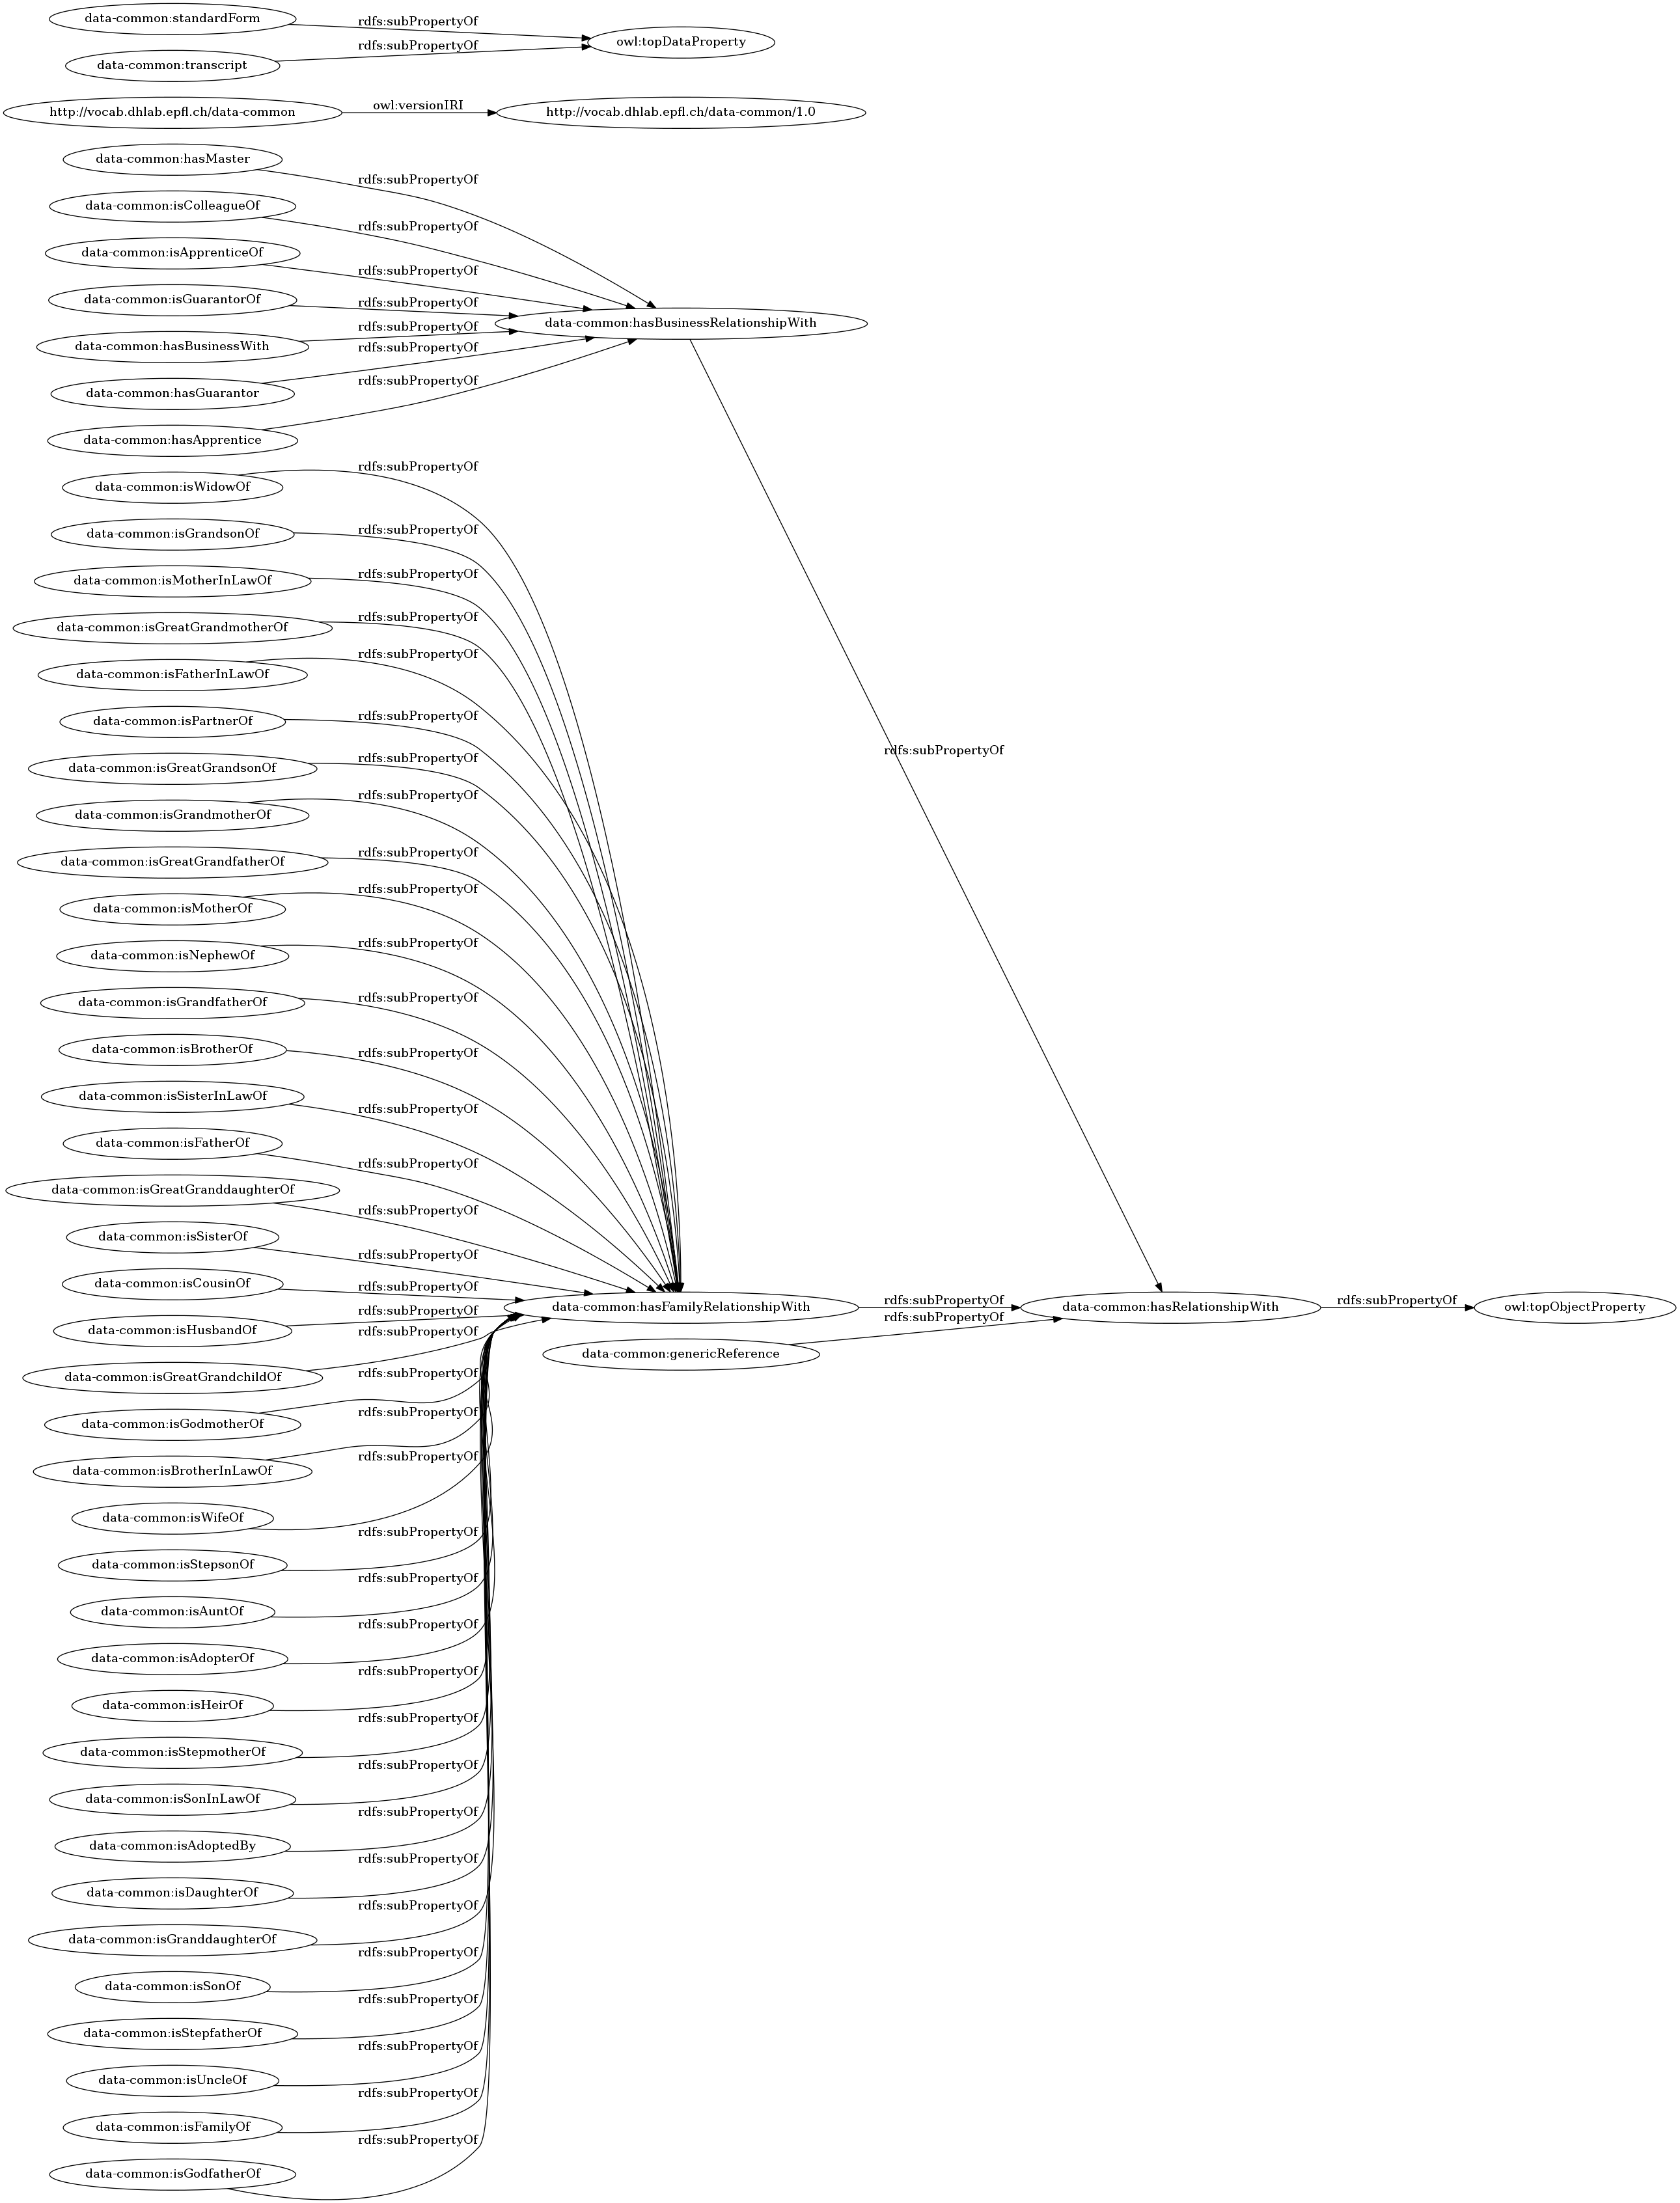 data-common:standardForm
rdfs:subPropertyOf
owl:topDataProperty
rdfs:subPropertyOf
data-common:transcript
http://vocab.dhlab.epfl.ch/data-common
owl:versionIRI
http://vocab.dhlab.epfl.ch/data-common/1.0
data-common:hasMaster
rdfs:subPropertyOf
data-common:isColleagueOf
rdfs:subPropertyOf
data-common:isApprenticeOf
rdfs:subPropertyOf
data-common:isGuarantorOf
rdfs:subPropertyOf
data-common:hasBusinessRelationshipWith
rdfs:subPropertyOf
data-common:hasBusinessWith
rdfs:subPropertyOf
data-common:hasGuarantor
rdfs:subPropertyOf
data-common:hasApprentice
rdfs:subPropertyOf
data-common:isWidowOf
rdfs:subPropertyOf
data-common:isGrandsonOf
rdfs:subPropertyOf
data-common:isMotherInLawOf
rdfs:subPropertyOf
data-common:isGreatGrandmotherOf
rdfs:subPropertyOf
data-common:isFatherInLawOf
rdfs:subPropertyOf
data-common:isPartnerOf
rdfs:subPropertyOf
rdfs:subPropertyOf
data-common:isGreatGrandsonOf
rdfs:subPropertyOf
data-common:isGrandmotherOf
rdfs:subPropertyOf
data-common:isGreatGrandfatherOf
rdfs:subPropertyOf
data-common:isMotherOf
rdfs:subPropertyOf
data-common:isNephewOf
rdfs:subPropertyOf
data-common:isGrandfatherOf
rdfs:subPropertyOf
data-common:isBrotherOf
rdfs:subPropertyOf
data-common:isSisterInLawOf
rdfs:subPropertyOf
data-common:isFatherOf
rdfs:subPropertyOf
data-common:isGreatGranddaughterOf
rdfs:subPropertyOf
data-common:isSisterOf
rdfs:subPropertyOf
data-common:isCousinOf
rdfs:subPropertyOf
data-common:hasFamilyRelationshipWith
rdfs:subPropertyOf
data-common:hasRelationshipWith
rdfs:subPropertyOf
owl:topObjectProperty
rdfs:subPropertyOf
rdfs:subPropertyOf
data-common:isHusbandOf
rdfs:subPropertyOf
data-common:genericReference
data-common:isGreatGrandchildOf
rdfs:subPropertyOf
data-common:isGodmotherOf
rdfs:subPropertyOf
data-common:isBrotherInLawOf
rdfs:subPropertyOf
data-common:isWifeOf
rdfs:subPropertyOf
data-common:isStepsonOf
rdfs:subPropertyOf
data-common:isAuntOf
rdfs:subPropertyOf
data-common:isAdopterOf
rdfs:subPropertyOf
data-common:isHeirOf
rdfs:subPropertyOf
data-common:isStepmotherOf
rdfs:subPropertyOf
data-common:isSonInLawOf
rdfs:subPropertyOf
data-common:isAdoptedBy
rdfs:subPropertyOf
data-common:isDaughterOf
rdfs:subPropertyOf
data-common:isGranddaughterOf
rdfs:subPropertyOf
data-common:isSonOf
rdfs:subPropertyOf
data-common:isStepfatherOf
rdfs:subPropertyOf
data-common:isUncleOf
rdfs:subPropertyOf
data-common:isFamilyOf
rdfs:subPropertyOf
data-common:isGodfatherOf